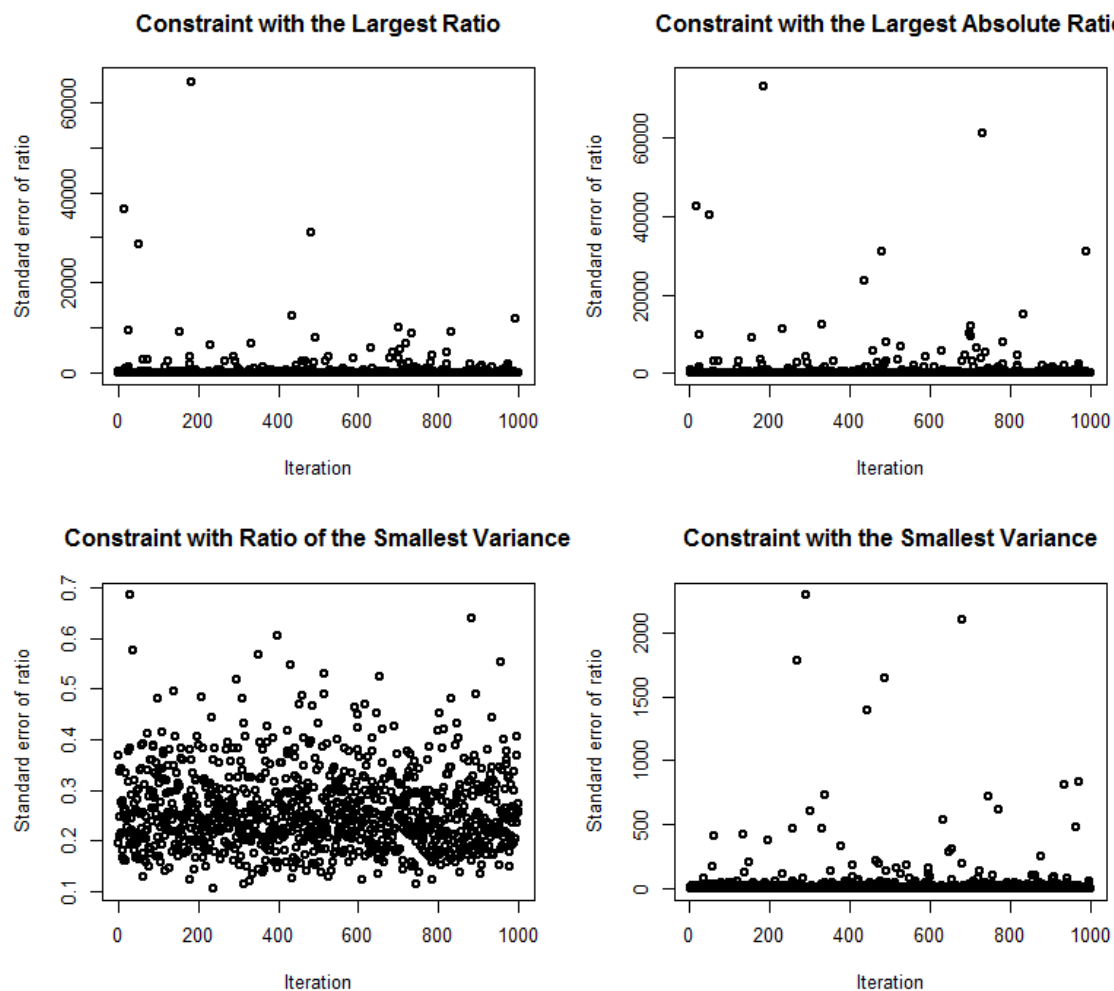 Constraint with the Largest Ratio
Standard error of ratio
60000
40000
20000
0
0 200 400 600 800 1000
Iteration
Constraint with the Largest Absolute Ratio
Standard error of ratio
60000
40000
20000
0
0 200 400 600 800 1000
Iteration
Constraint with Ratio of the Smallest Variance
Standard error of ratio
0.7
0.6
0.5
0.4
0.3
0.2
0.1
0 200 400 600 800 1000
Iteration
Constraint with the Smallest Variance
Standard error of ratio
2000
1500
1000
500
0
0 200 400 600 800 1000
Iteration